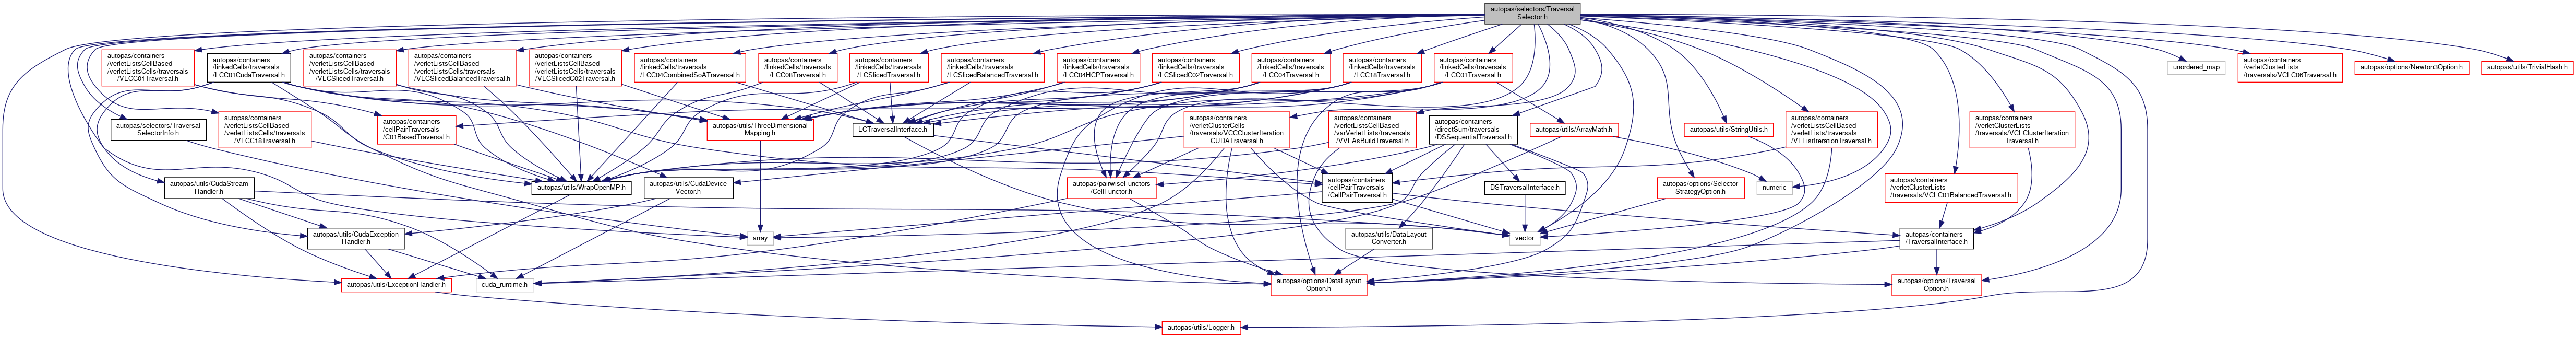 autopas/selectors/Traversal
Selector.h
autopas/containers
/verletListsCellBased
/verletListsCells/traversals
/VLCC01Traversal.h
autopas/containers
/linkedCells/traversals
/LCC01CudaTraversal.h
autopas/containers
/verletListsCellBased
/verletListsCells/traversals
/VLCSlicedTraversal.h
autopas/containers
/verletListsCellBased
/verletListsCells/traversals
/VLCSlicedBalancedTraversal.h
autopas/containers
/verletListsCellBased
/verletListsCells/traversals
/VLCSlicedC02Traversal.h
autopas/containers
/linkedCells/traversals
/LCC04CombinedSoATraversal.h
autopas/containers
/linkedCells/traversals
/LCC08Traversal.h
autopas/containers
/linkedCells/traversals
/LCSlicedTraversal.h
autopas/containers
/linkedCells/traversals
/LCSlicedBalancedTraversal.h
autopas/containers
/linkedCells/traversals
/LCC04HCPTraversal.h
autopas/containers
/linkedCells/traversals
/LCSlicedC02Traversal.h
autopas/containers
/linkedCells/traversals
/LCC04Traversal.h
autopas/containers
/linkedCells/traversals
/LCC18Traversal.h
autopas/containers
/linkedCells/traversals
/LCC01Traversal.h
unordered_map
autopas/containers
/verletClusterLists
/traversals/VCLC06Traversal.h
autopas/options/Newton3Option.h
autopas/utils/TrivialHash.h
autopas/selectors/Traversal
SelectorInfo.h
autopas/containers
/verletListsCellBased
/verletListsCells/traversals
/VLCC18Traversal.h
autopas/containers
/cellPairTraversals
/C01BasedTraversal.h
autopas/utils/ThreeDimensional
Mapping.h
LCTraversalInterface.h
autopas/containers
/verletClusterCells
/traversals/VCCClusterIteration
CUDATraversal.h
autopas/containers
/verletListsCellBased
/varVerletLists/traversals
/VVLAsBuildTraversal.h
autopas/containers
/directSum/traversals
/DSSequentialTraversal.h
autopas/utils/ArrayMath.h
autopas/utils/StringUtils.h
autopas/containers
/verletListsCellBased
/verletLists/traversals
/VLListIterationTraversal.h
autopas/containers
/verletClusterLists
/traversals/VCLClusterIteration
Traversal.h
autopas/utils/CudaStream
Handler.h
autopas/utils/WrapOpenMP.h
autopas/utils/CudaDevice
Vector.h
autopas/pairwiseFunctors
/CellFunctor.h
autopas/containers
/cellPairTraversals
/CellPairTraversal.h
DSTraversalInterface.h
autopas/options/Selector
StrategyOption.h
numeric
autopas/containers
/verletClusterLists
/traversals/VCLC01BalancedTraversal.h
autopas/utils/CudaException
Handler.h
array
autopas/utils/DataLayout
Converter.h
vector
autopas/containers
/TraversalInterface.h
autopas/utils/ExceptionHandler.h
cuda_runtime.h
autopas/options/DataLayout
Option.h
autopas/options/Traversal
Option.h
autopas/utils/Logger.h